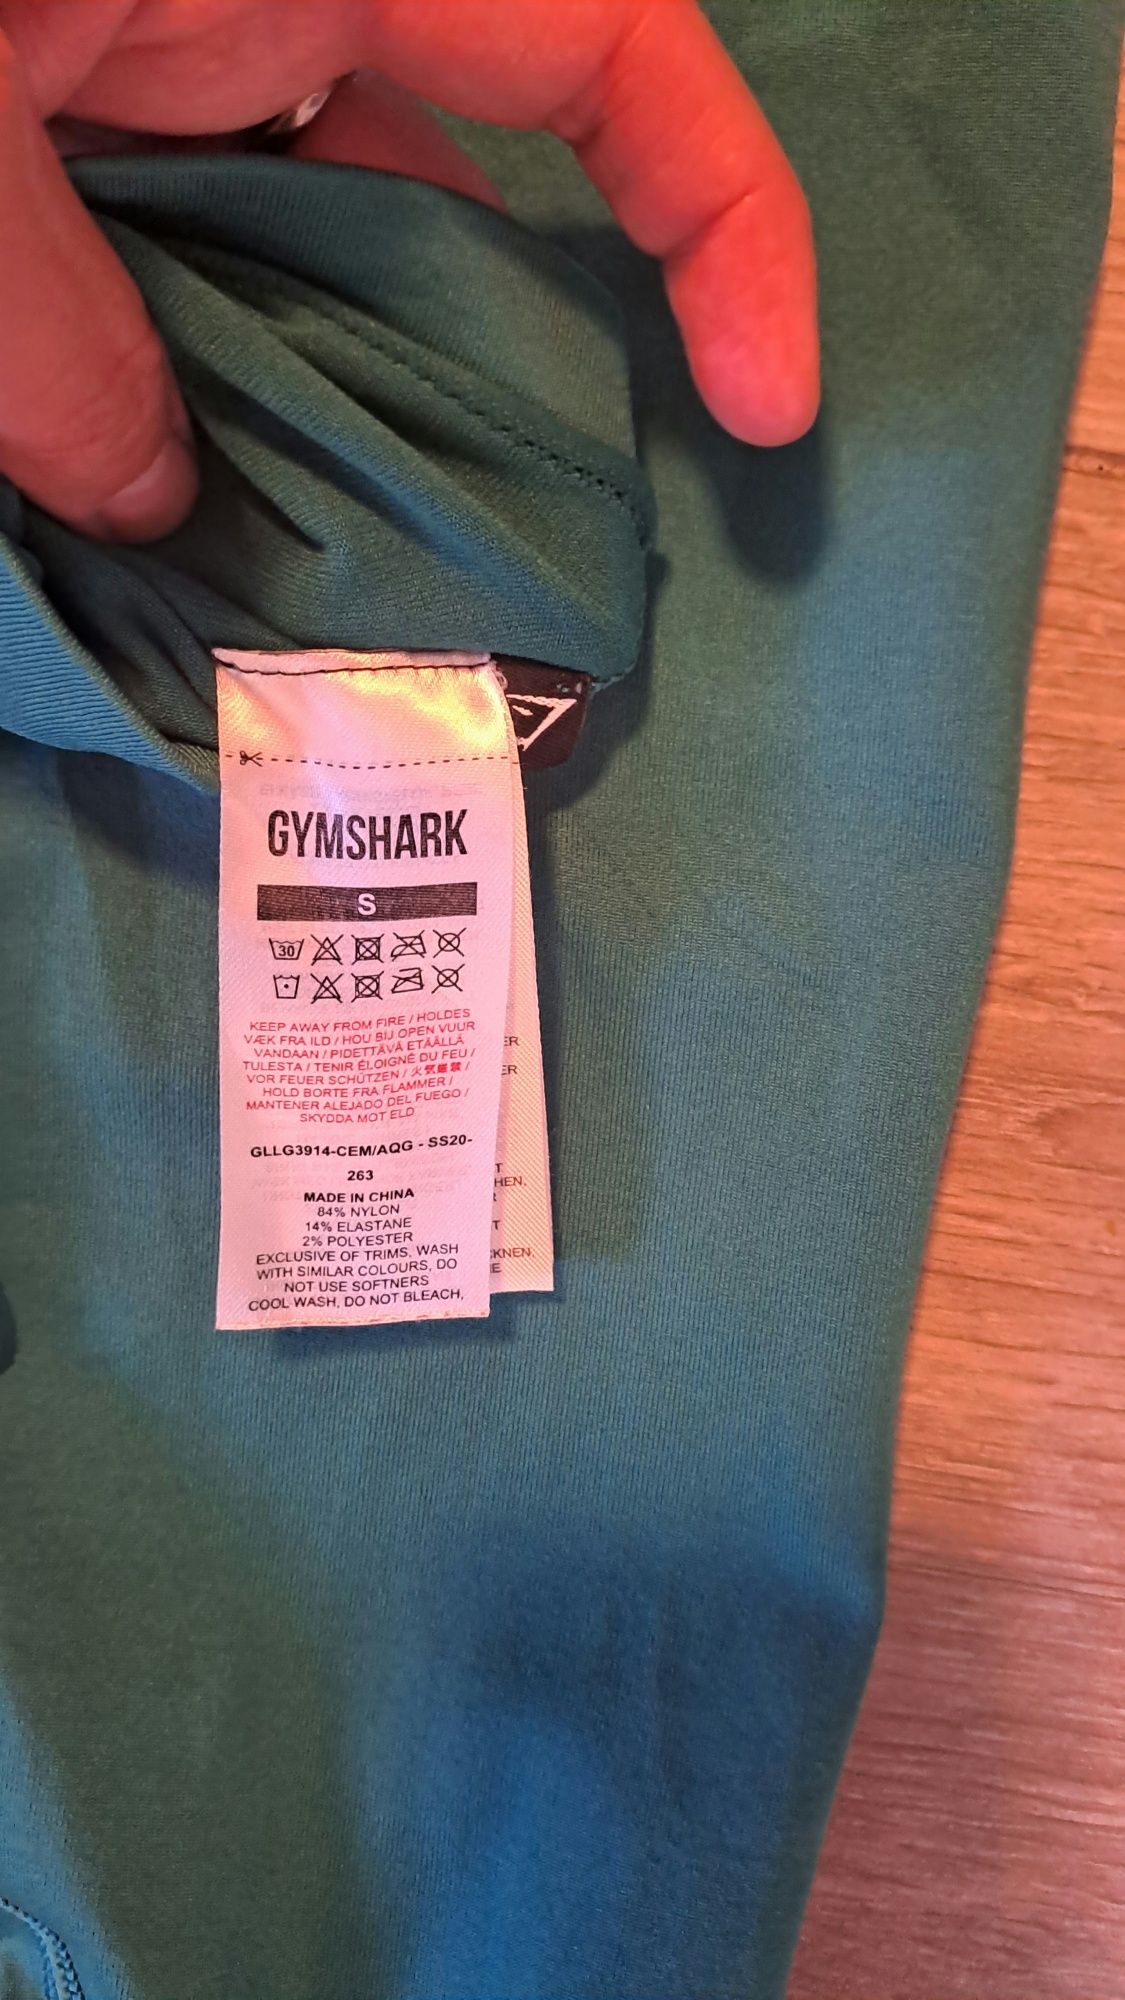 GYMSHARK
S
30
KEEP AWAY FROM FIRE / HOLDES
VÆK FRA ILD / HOU BIJ OPEN VUUR
VANDAAN / PIDETTÄVÄ ETÄÄLLÄ
TULESTA / TENIR ÉLOIGNÉ DU FEU /
VOR FEUER SCHÜTZEN / 火気厳禁 /
HOLD BORTE FRA FLAMMER /
MANTENER ALEJADO DEL FUEGO /
SKYDDA MOT ELD
GLLG3914-CEM/AQG - SS20-
263
MADE IN CHINA
84% NYLON
14% ELASTANE
2% POLYESTER
EXCLUSIVE OF TRIMS, WASH
WITH SIMILAR COLOURS, DO
NOT USE SOFTNERS
COOL WASH, DO NOT BLEACH,